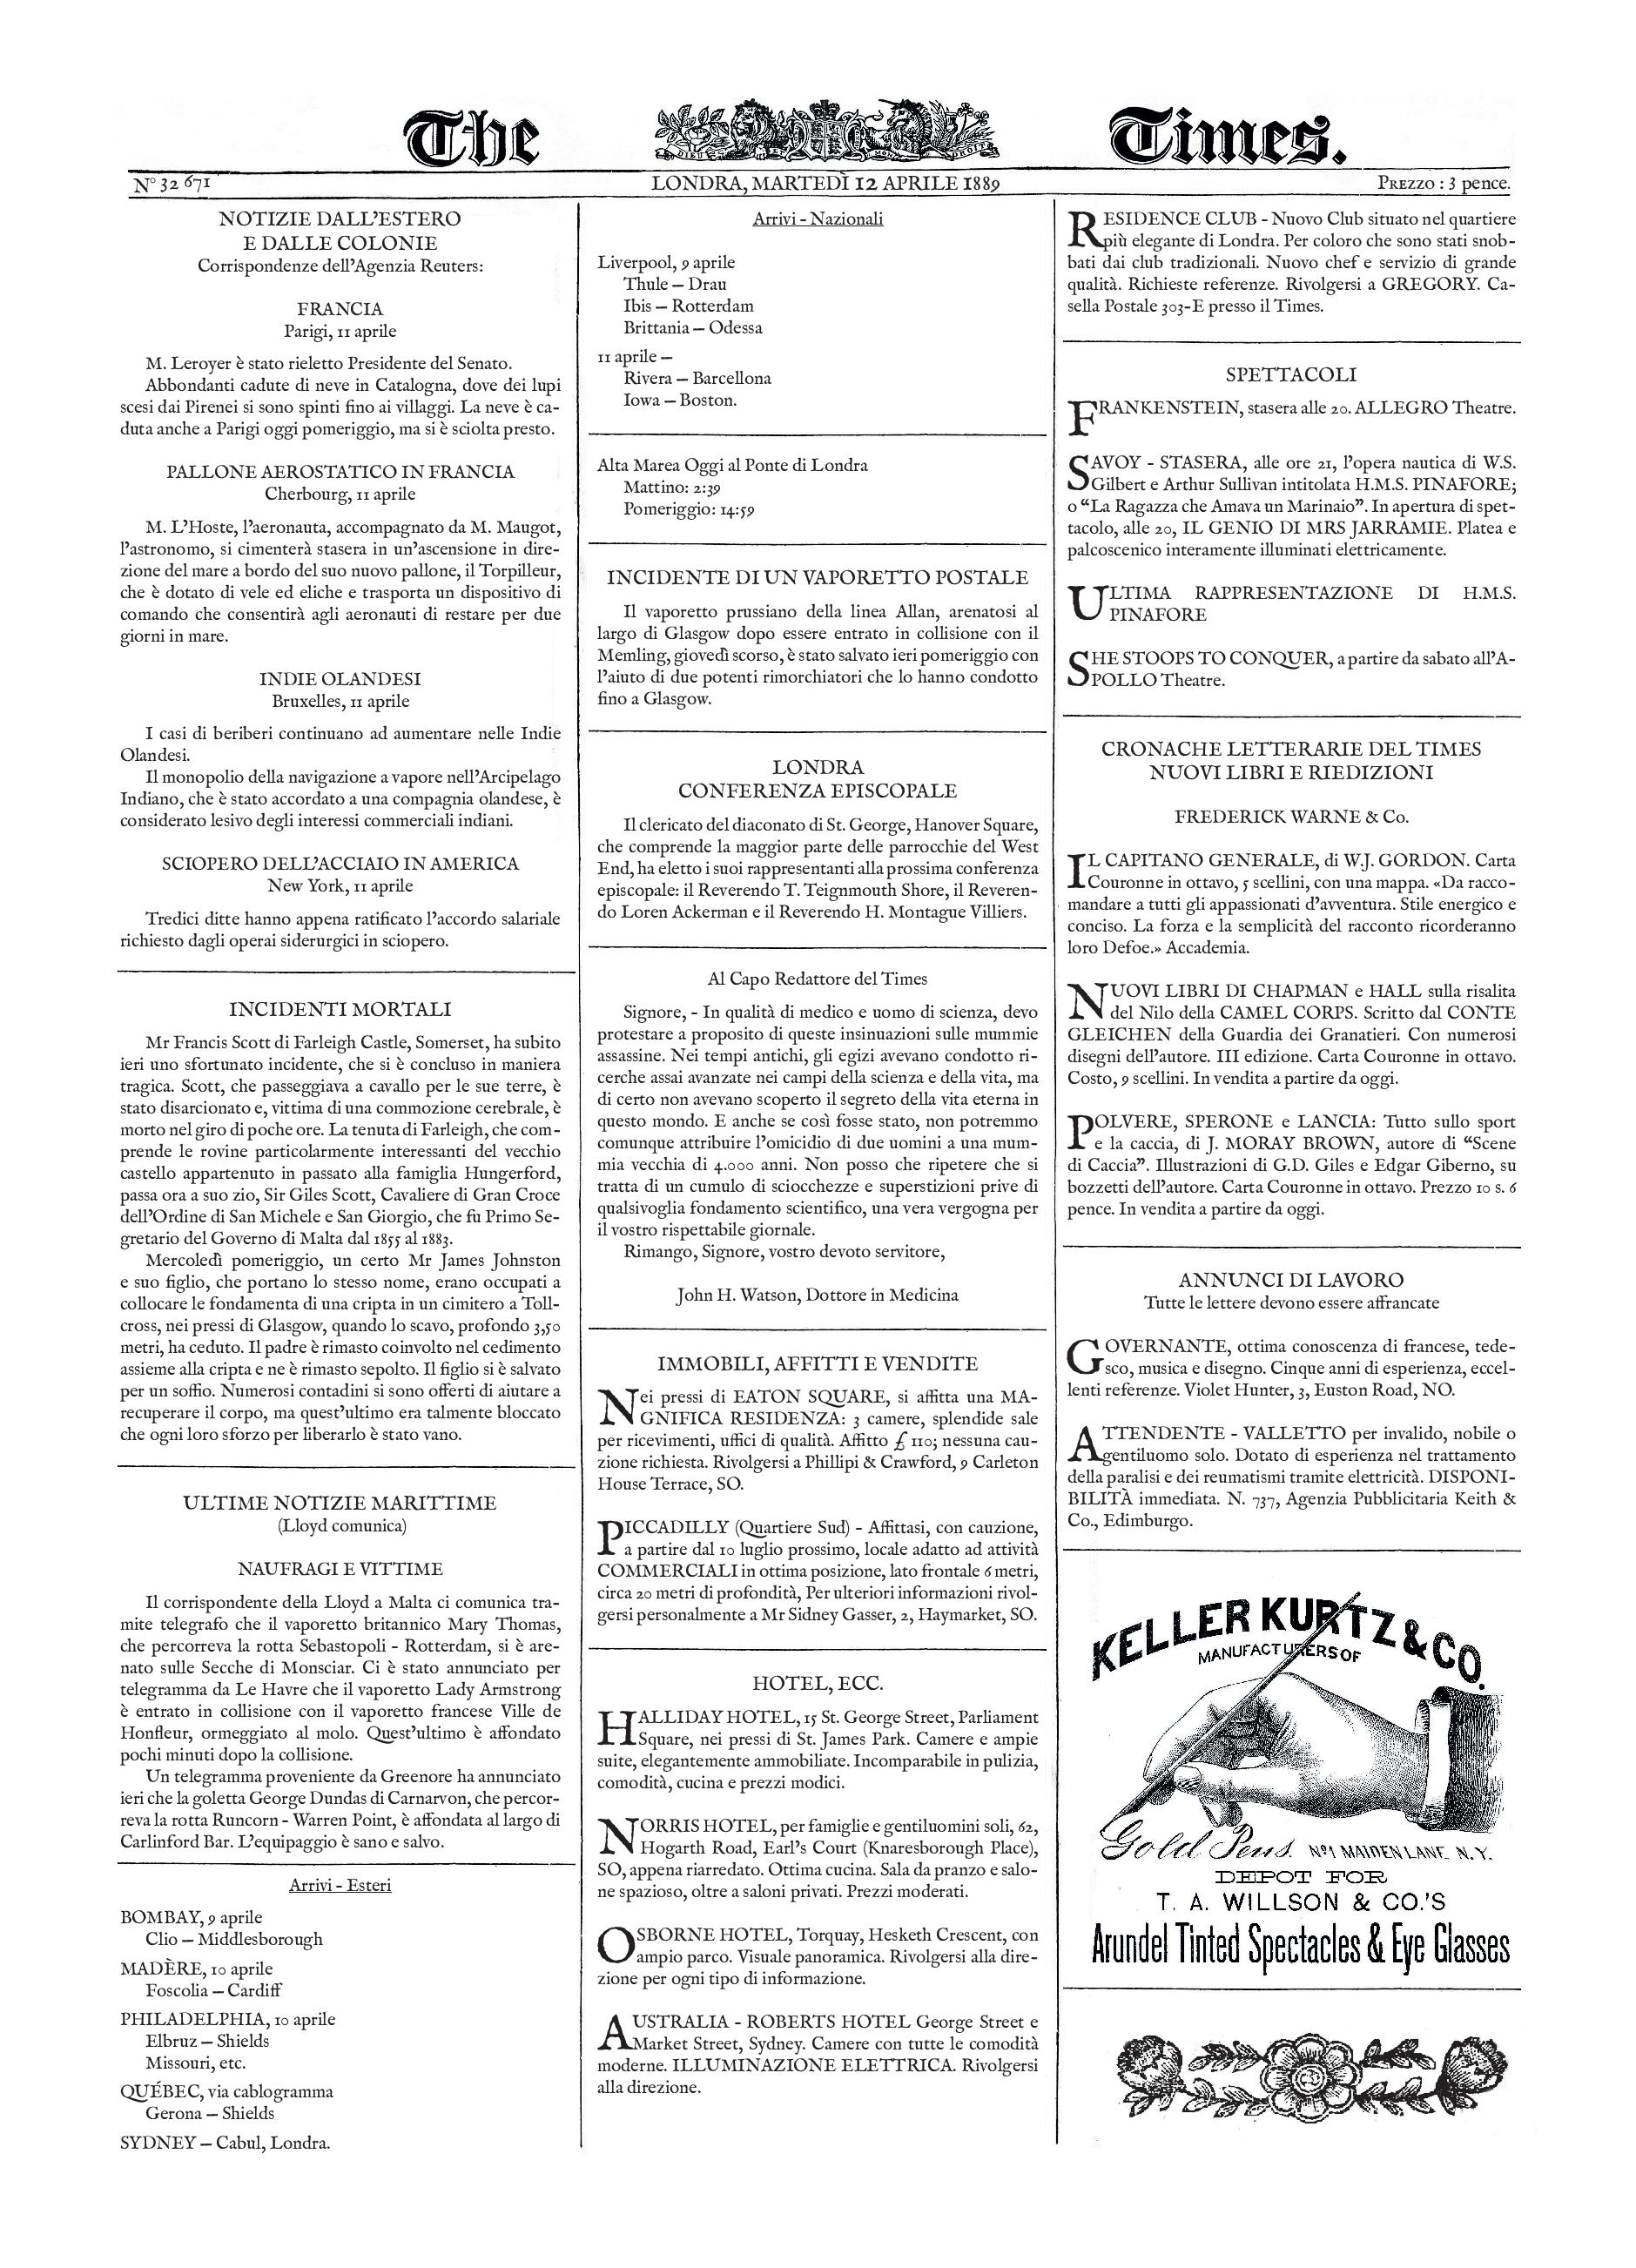 The Times.
DIEU ET MON DROIT
N° 32 671
LONDRA, MARTEDÌ 12 APRILE 1889
PREZZO : 3 pence.
NOTIZIE DALL'ESTERO
E DALLE COLONIE
Corrispondenze dell'Agenzia Reuters:
FRANCIA
Parigi, 11 aprile
M. Leroyer è stato rieletto Presidente del Senato.
Abbondanti cadute di neve in Catalogna, dove dei lupi
scesi dai Pirenei si sono spinti fino ai villaggi. La neve è ca-
duta anche a Parigi oggi pomeriggio, ma si è sciolta presto.
PALLONE AEROSTATICO IN FRANCIA
Cherbourg, 11 aprile
M. L'Hoste, l'aeronauta, accompagnato da M. Maugot,
l'astronomo, si cimenterà stasera in un'ascensione in dire-
zione del mare a bordo del suo nuovo pallone, il Torpilleur,
che è dotato di vele ed eliche e trasporta un dispositivo di
comando che consentirà agli aeronauti di restare per due
giorni in mare.
INDIE OLANDESI
Bruxelles, 11 aprile
I casi di beriberi continuano ad aumentare nelle Indie
Olandesi.
Il monopolio della navigazione a vapore nell'Arcipelago
Indiano, che è stato accordato a una compagnia olandese, è
considerato lesivo degli interessi commerciali indiani.
SCIOPERO DELL'ACCIAIO IN AMERICA
New York, 11 aprile
Tredici ditte hanno appena ratificato l'accordo salariale
richiesto dagli operai siderurgici in sciopero.
INCIDENTI MORTALI
Mr Francis Scott di Farleigh Castle, Somerset, ha subito
ieri uno sfortunato incidente, che si è concluso in maniera
tragica. Scott, che passeggiava a cavallo per le sue terre, è
stato disarcionato e, vittima di una commozione cerebrale, è
morto nel giro di poche ore. La tenuta di Farleigh, che com-
prende le rovine particolarmente interessanti del vecchio
castello appartenuto in passato alla famiglia Hungerford,
passa ora a suo zio, Sir Giles Scott, Cavaliere di Gran Croce
dell'Ordine di San Michele e San Giorgio, che fu Primo Se-
gretario del Governo di Malta dal 1855 al 1883.
Mercoledì pomeriggio, un certo Mr James Johnston
e suo figlio, che portano lo stesso nome, erano occupati a
collocare le fondamenta di una cripta in un cimitero a Toll-
cross, nei pressi di Glasgow, quando lo scavo, profondo 3,50
metri, ha ceduto. Il padre è rimasto coinvolto nel cedimento
assieme alla cripta e ne è rimasto sepolto. Il figlio si è salvato
per un soffio. Numerosi contadini si sono offerti di aiutare a
recuperare il corpo, ma quest'ultimo era talmente bloccato
che ogni loro sforzo per liberarlo è stato vano.
ULTIME NOTIZIE MARITTIME
(Lloyd comunica)
NAUFRAGI E VITTIME
Il corrispondente della Lloyd a Malta ci comunica tra-
mite telegrafo che il vaporetto britannico Mary Thomas,
che percorreva la rotta Sebastopoli - Rotterdam, si è are-
nato sulle Secche di Monsciar. Ci è stato annunciato per
telegramma da Le Havre che il vaporetto Lady Armstrong
è entrato in collisione con il vaporetto francese Ville de
Honfleur, ormeggiato al molo. Quest'ultimo è affondato
pochi minuti dopo la collisione.
Un telegramma proveniente da Greenore ha annunciato
ieri che la goletta George Dundas di Carnarvon, che percor-
reva la rotta Runcorn - Warren Point, è affondata al largo di
Carlinford Bar. L'equipaggio è sano e salvo.
Arrivi - Esteri
BOMBAY, 9 aprile
Clio – Middlesborough
MADÈRE, 10 aprile
Foscolia – Cardiff
PHILADELPHIA, 10 aprile
Elbruz – Shields
Missouri, etc.
QUÉBEC, via cablogramma
Gerona – Shields
SYDNEY – Cabul, Londra.
Arrivi - Nazionali
Liverpool, 9 aprile
Thule – Drau
Ibis – Rotterdam
Brittania – Odessa
11 aprile –
Rivera – Barcellona
Iowa – Boston.
Alta Marea Oggi al Ponte di Londra
Mattino: 2:39
Pomeriggio: 14:59
INCIDENTE DI UN VAPORETTO POSTALE
Il vaporetto prussiano della linea Allan, arenatosi al
largo di Glasgow dopo essere entrato in collisione con il
Memling, giovedì scorso, è stato salvato ieri pomeriggio con
l'aiuto di due potenti rimorchiatori che lo hanno condotto
fino a Glasgow.
LONDRA
CONFERENZA EPISCOPALE
Il clericato del diaconato di St. George, Hanover Square,
che comprende la maggior parte delle parrocchie del West
End, ha eletto i suoi rappresentanti alla prossima conferenza
episcopale: il Reverendo T. Teignmouth Shore, il Reveren-
do Loren Ackerman e il Reverendo H. Montague Villiers.
Al Capo Redattore del Times
Signore, - In qualità di medico e uomo di scienza, devo
protestare a proposito di queste insinuazioni sulle mummie
assassine. Nei tempi antichi, gli egizi avevano condotto ri-
cerche assai avanzate nei campi della scienza e della vita, ma
di certo non avevano scoperto il segreto della vita eterna in
questo mondo. E anche se così fosse stato, non potremmo
comunque attribuire l'omicidio di due uomini a una mum-
mia vecchia di 4.000 anni. Non posso che ripetere che si
tratta di un cumulo di sciocchezze e superstizioni prive di
qualsivoglia fondamento scientifico, una vera vergogna per
il vostro rispettabile giornale.
Rimango, Signore, vostro devoto servitore,
John H. Watson, Dottore in Medicina
IMMOBILI, AFFITTI E VENDITE
Nei pressi di EATON SQUARE, si affitta una MA-
GNIFICA RESIDENZA: 3 camere, splendide sale
per ricevimenti, uffici di qualità. Affitto £ 110; nessuna cau-
zione richiesta. Rivolgersi a Phillipi & Crawford, 9 Carleton
House Terrace, SO.
PICCADILLY (Quartiere Sud) - Affittasi, con cauzione,
a partire dal 10 luglio prossimo, locale adatto ad attività
COMMERCIALI in ottima posizione, lato frontale 6 metri,
circa 20 metri di profondità, Per ulteriori informazioni rivol-
gersi personalmente a Mr Sidney Gasser, 2, Haymarket, SO.
HOTEL, ECC.
HALLIDAY HOTEL, 15 St. George Street, Parliament
Square, nei pressi di St. James Park. Camere e ampie
suite, elegantemente ammobiliate. Incomparabile in pulizia,
comodità, cucina e prezzi modici.
NORRIS HOTEL, per famiglie e gentiluomini soli, 62,
Hogarth Road, Earl's Court (Knaresborough Place),
SO, appena riarredato. Ottima cucina. Sala da pranzo e salo-
ne spazioso, oltre a saloni privati. Prezzi moderati.
OSBORNE HOTEL, Torquay, Hesketh Crescent, con
ampio parco. Visuale panoramica. Rivolgersi alla dire-
zione per ogni tipo di informazione.
AUSTRALIA - ROBERTS HOTEL George Street e
Market Street, Sydney. Camere con tutte le comodità
moderne. ILLUMINAZIONE ELETTRICA. Rivolgersi
alla direzione.
RESIDENCE CLUB - Nuovo Club situato nel quartiere
più elegante di Londra. Per coloro che sono stati snob-
bati dai club tradizionali. Nuovo chef e servizio di grande
qualità. Richieste referenze. Rivolgersi a GREGORY. Ca-
sella Postale 303-E presso il Times.
SPETTACOLI
FRANKENSTEIN, stasera alle 20. ALLEGRO Theatre.
SAVOY - STASERA, alle ore 21, l'opera nautica di W.S.
Gilbert e Arthur Sullivan intitolata H.M.S. PINAFORE;
o “La Ragazza che Amava un Marinaio”. In apertura di spet-
tacolo, alle 20, IL GENIO DI MRS JARRAMIE. Platea e
palcoscenico interamente illuminati elettricamente.
ULTIMA RAPPRESENTAZIONE DI H.M.S.
PINAFORE
SHE STOOPS TO CONQUER, a partire da sabato all'A-
POLLO Theatre.
CRONACHE LETTERARIE DEL TIMES
NUOVI LIBRI E RIEDIZIONI
FREDERICK WARNE & Co.
IL CAPITANO GENERALE, di W.J. GORDON. Carta
Couronne in ottavo, 5 scellini, con una mappa. «Da racco-
mandare a tutti gli appassionati d'avventura. Stile energico e
conciso. La forza e la semplicità del racconto ricorderanno
loro Defoe.» Accademia.
NUOVI LIBRI DI CHAPMAN e HALL sulla risalita
del Nilo della CAMEL CORPS. Scritto dal CONTE
GLEICHEN della Guardia dei Granatieri. Con numerosi
disegni dell'autore. III edizione. Carta Couronne in ottavo.
Costo, 9 scellini. In vendita a partire da oggi.
POLVERE, SPERONE e LANCIA: Tutto sullo sport
e la caccia, di J. MORAY BROWN, autore di “Scene
di Caccia”. Illustrazioni di G.D. Giles e Edgar Giberno, su
bozzetti dell'autore. Carta Couronne in ottavo. Prezzo 10 s. 6
pence. In vendita a partire da oggi.
ANNUNCI DI LAVORO
Tutte le lettere devono essere affrancate
GOVERNANTE, ottima conoscenza di francese, tede-
sco, musica e disegno. Cinque anni di esperienza, eccel-
lenti referenze. Violet Hunter, 3, Euston Road, NO.
ATTENDENTE - VALLETTO per invalido, nobile o
gentiluomo solo. Dotato di esperienza nel trattamento
della paralisi e dei reumatismi tramite elettricità. DISPONI-
BILITÀ immediata. N. 737, Agenzia Pubblicitaria Keith &
Co., Edimburgo.
KELLER KURTZ & CO.
MANUFACTURERS OF
Gold Pens. Nº1 MAIDEN LANE N.Y.
DEPOT FOR
T. A. WILLSON & CO.'S
Arundel Tinted Spectacles & Eye Glasses